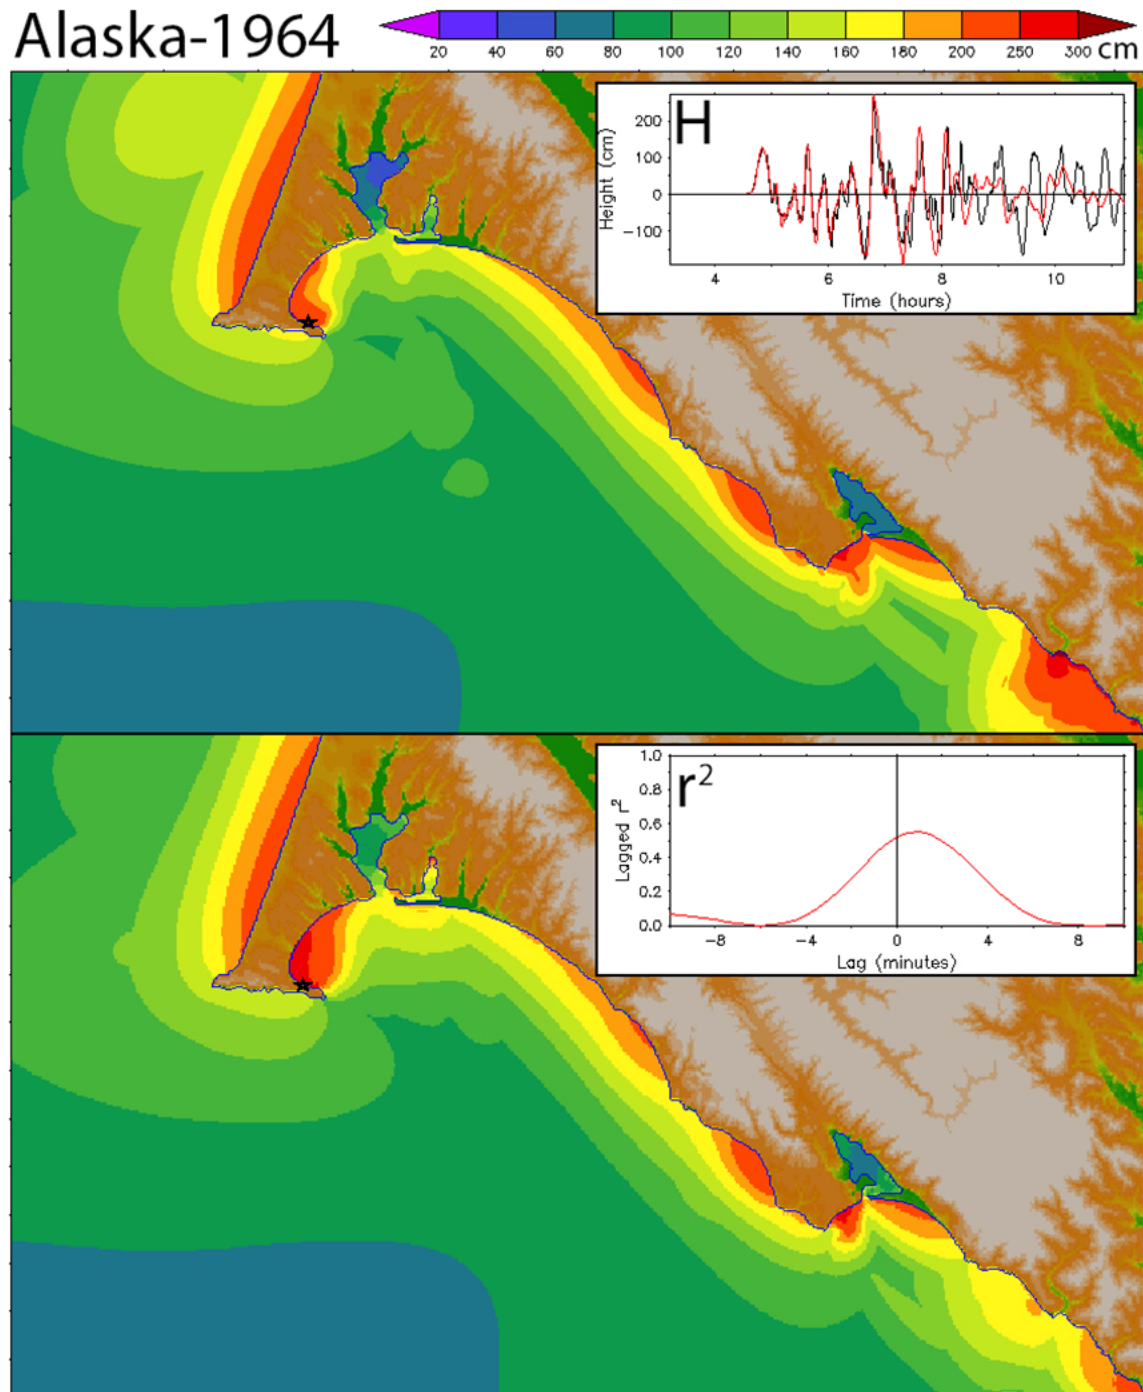 Alaska-1964
20 40 60 80 100 120 140 160 180 200 250 300 cm
H
Height (cm)
200
100
0
-100
4 6 8 10
Time (hours)
r²
Lagged r²
1.0
0.8
0.6
0.4
0.2
0.0
-8 -4 0 4 8
Lag (minutes)